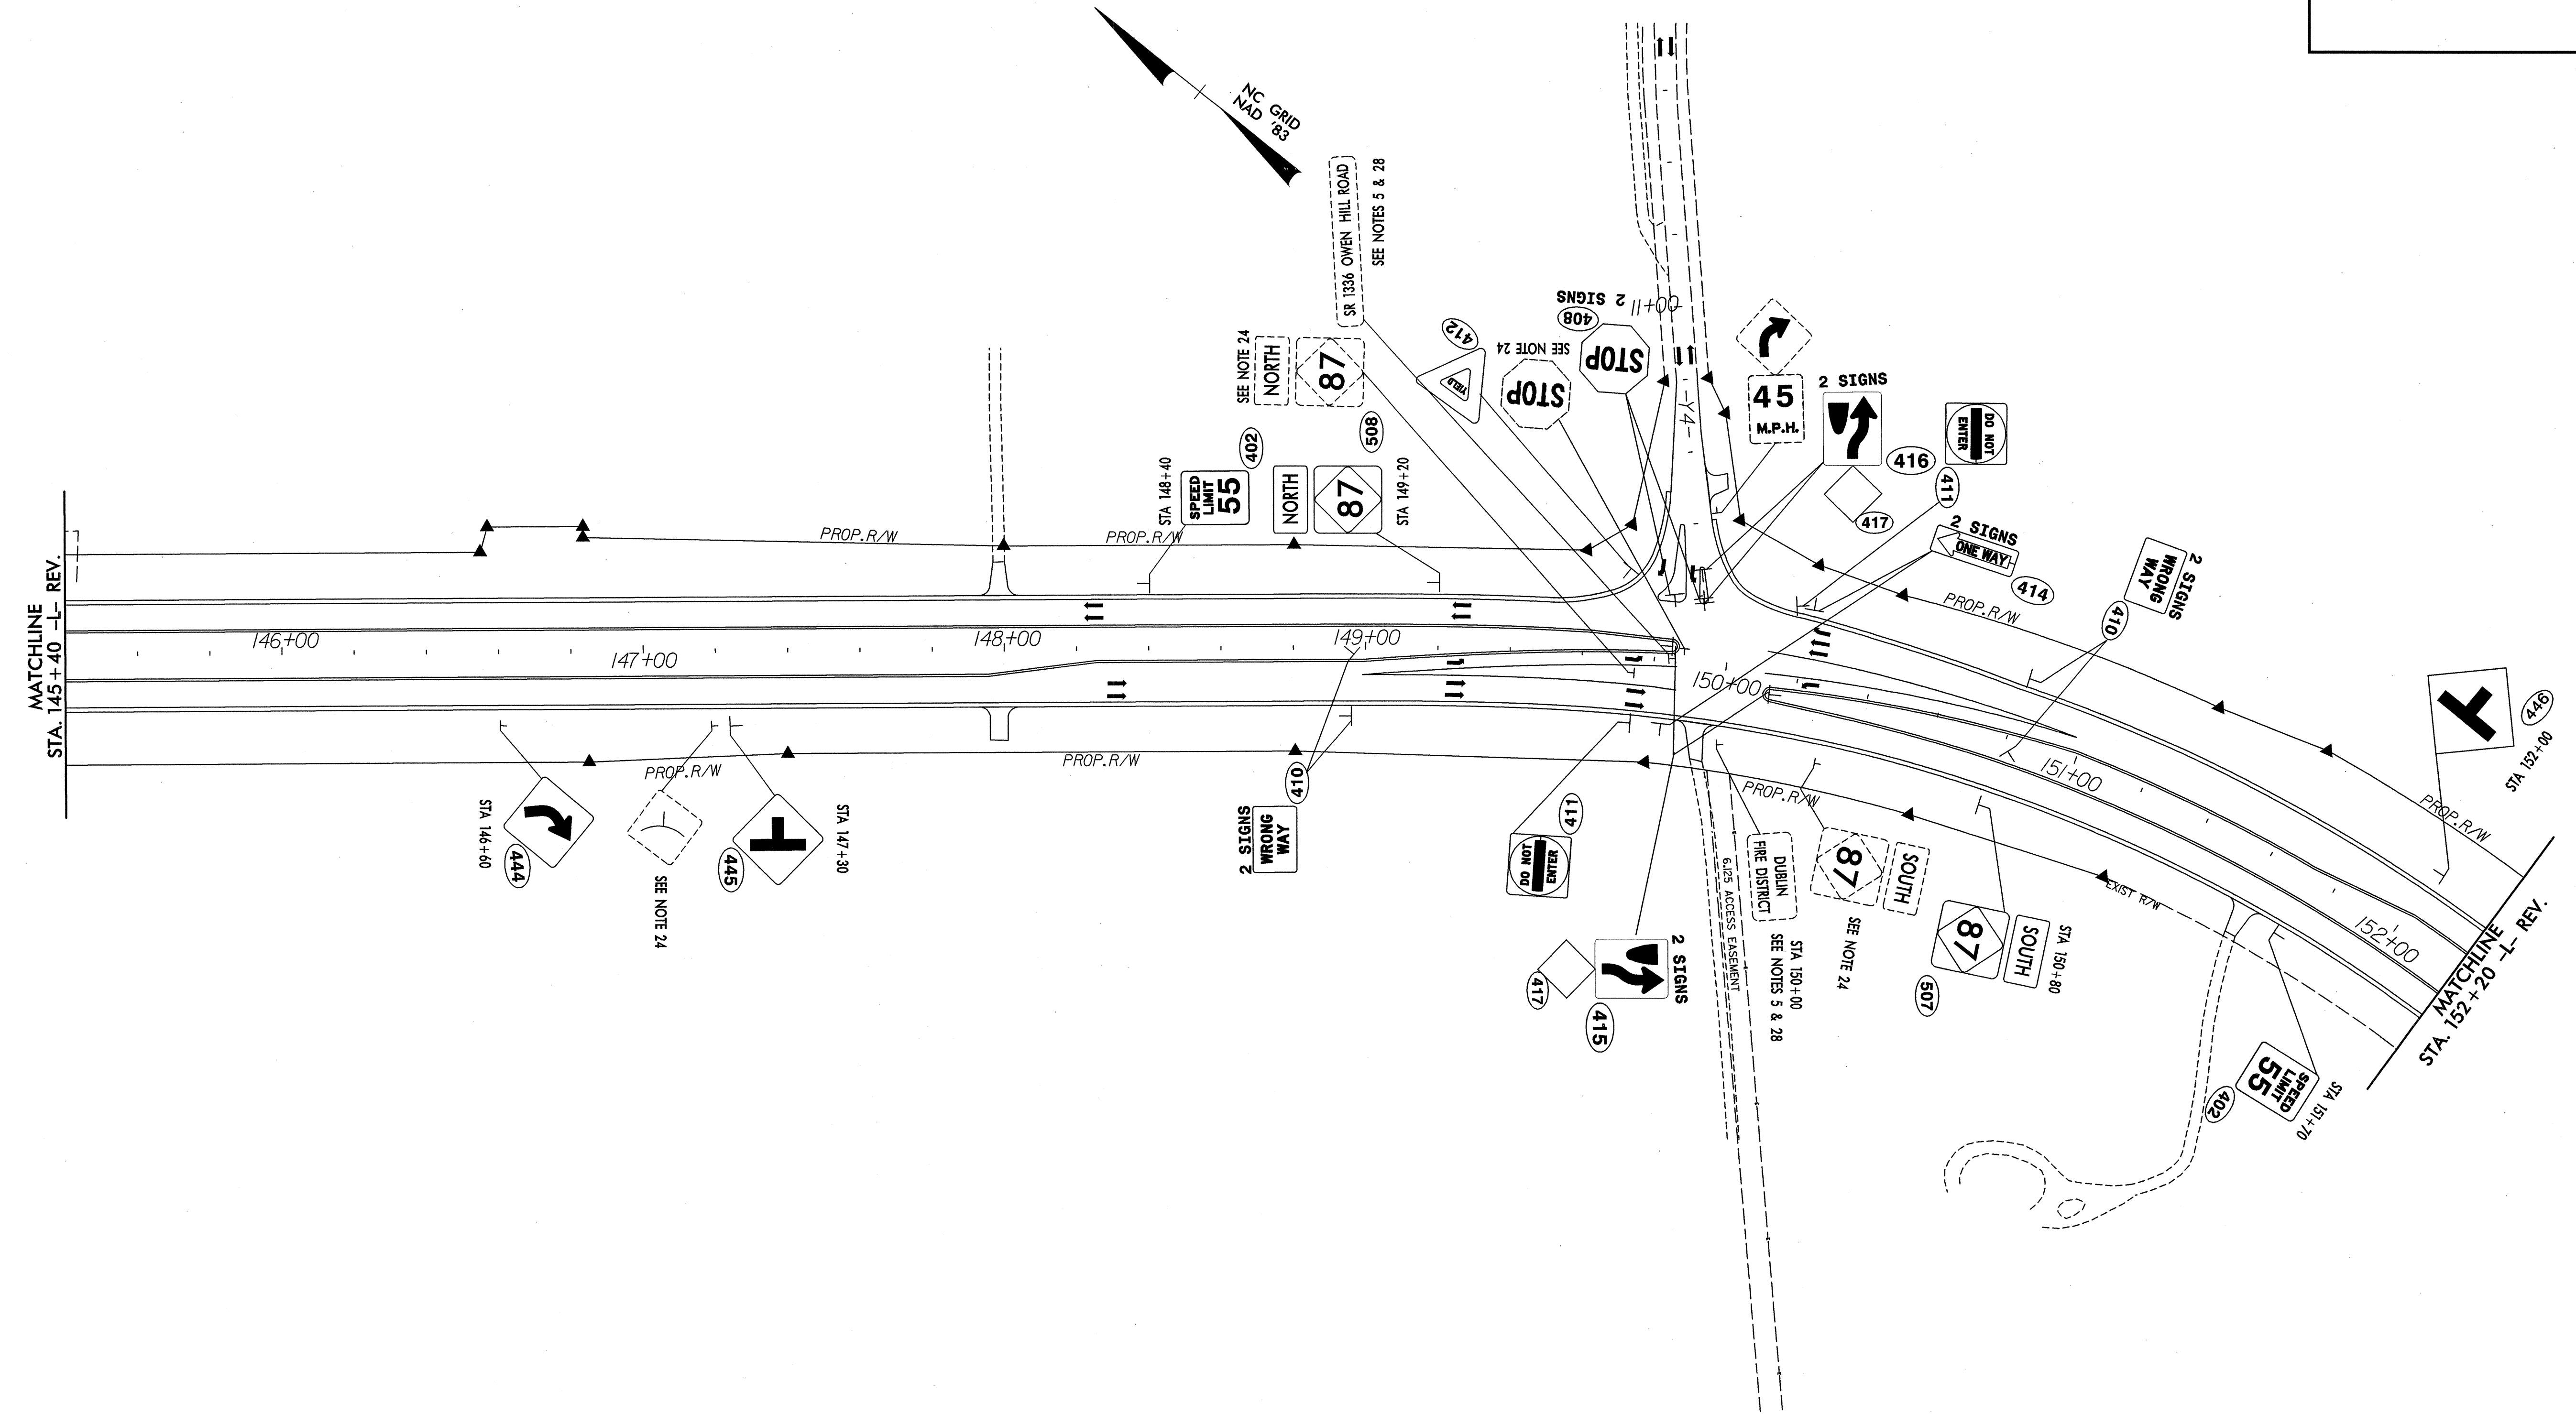 NC GRID
NAD '83
SR 1336 OWEN HILL ROAD
SEE NOTES 5 & 28
SEE NOTE 24
NORTH
87
508
412
YIELD
SEE NOTE 24
STOP
2 SIGNS
408
STOP
11+00
-Y4-
45
M.P.H.
2 SIGNS
416
417
DO NOT
ENTER
411
2 SIGNS
ONE WAY
414
2 SIGNS
WRONG
WAY
410
STA 148+40
SPEED
LIMIT
55
402
NORTH
87
STA 149+20
PROP. R/W
PROP. R/W
PROP. R/W
PROP. R/W
446
STA 152+00
MATCHLINE
STA. 145+40 -L- REV.
146+00
147+00
148+00
149+00
150+00
151+00
152+00
PROP. R/W
PROP. R/W
PROP. R/W
EXIST R/W
STA 146+60
444
SEE NOTE 24
445
STA 147+30
2 SIGNS
WRONG
WAY
410
411
DO NOT
ENTER
417
415
2 SIGNS
6.125 ACCESS EASEMENT
DUBLIN
FIRE DISTRICT
STA 150+00
SEE NOTES 5 & 28
87
SOUTH
SEE NOTE 24
87
SOUTH
STA 150+80
507
MATCHLINE
STA. 152+20 -L- REV.
SPEED
LIMIT
55
402
STA 151+70